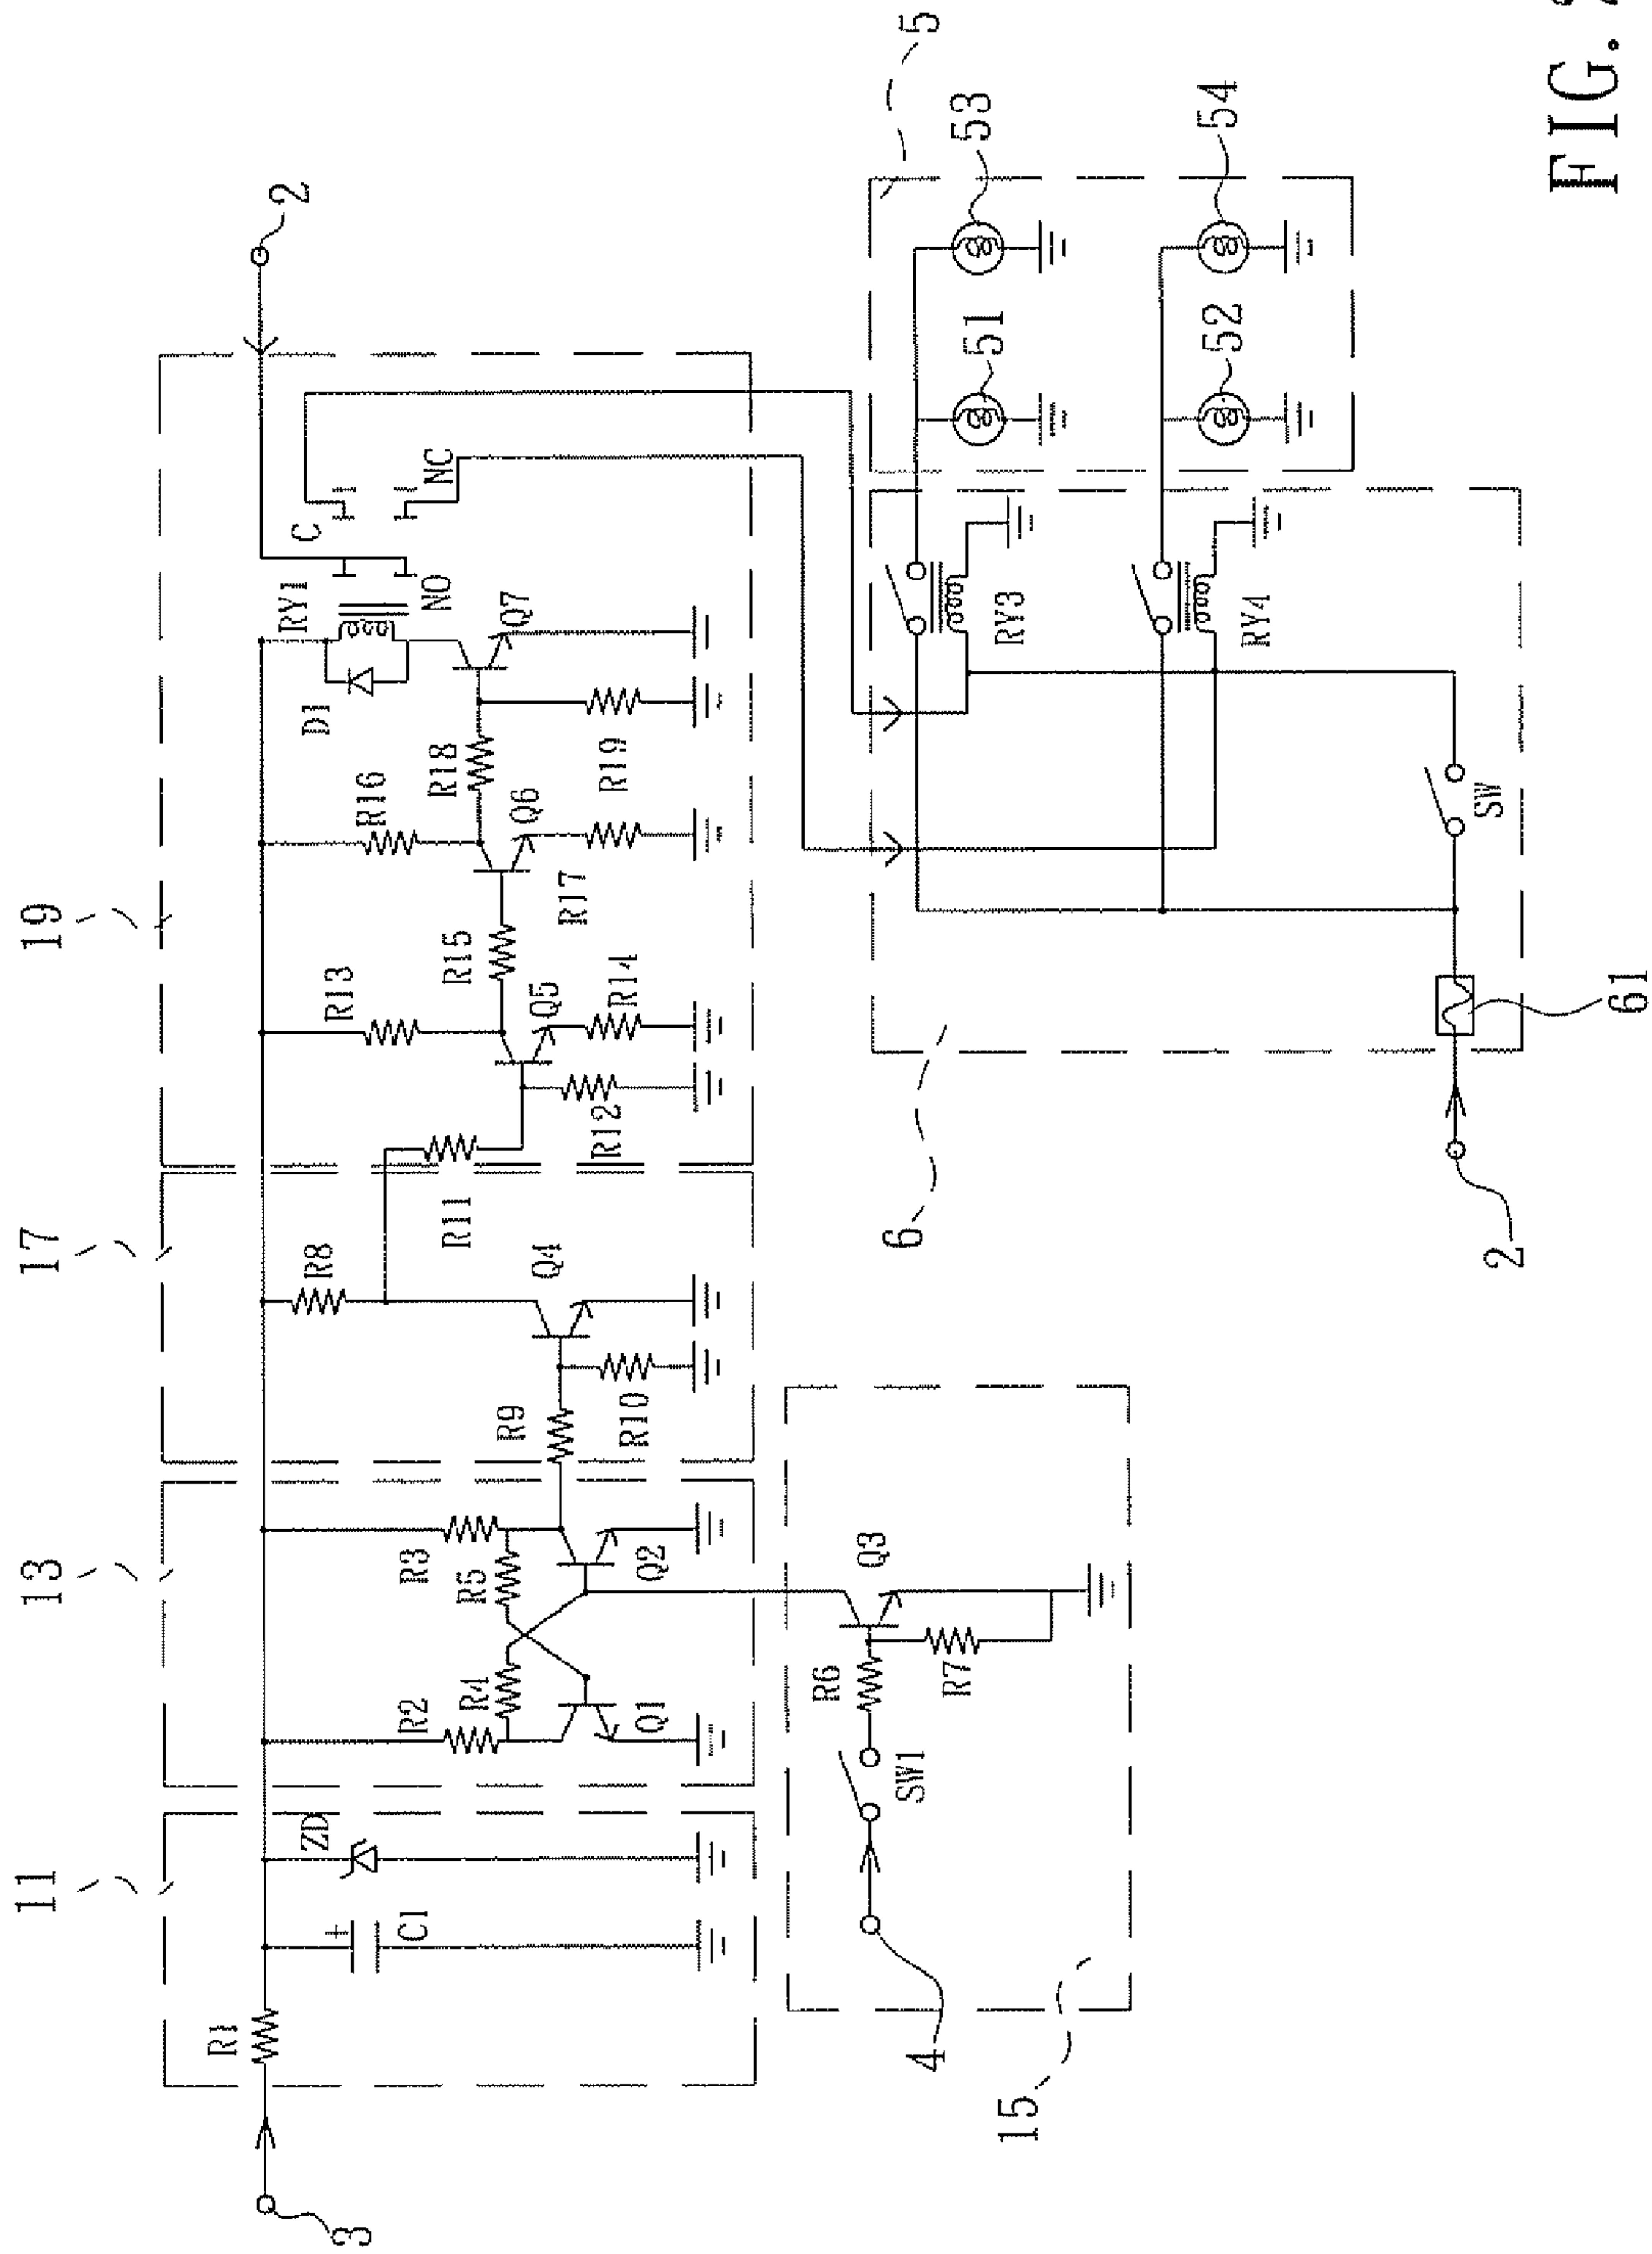 11
13
17
19
3
R1
C1
+
ZD
R2
R4
R5
R3
Q1
Q2
R9
R10
R8
Q4
R11
R12
R13
Q5
R14
R15
R16
Q6
R17
R18
R19
D1
RY1
NO
Q7
C
NC
2
15
4
SW1
R6
R7
Q3
6
5
RY3
RY4
51
53
52
54
SW
61
2
FIG.